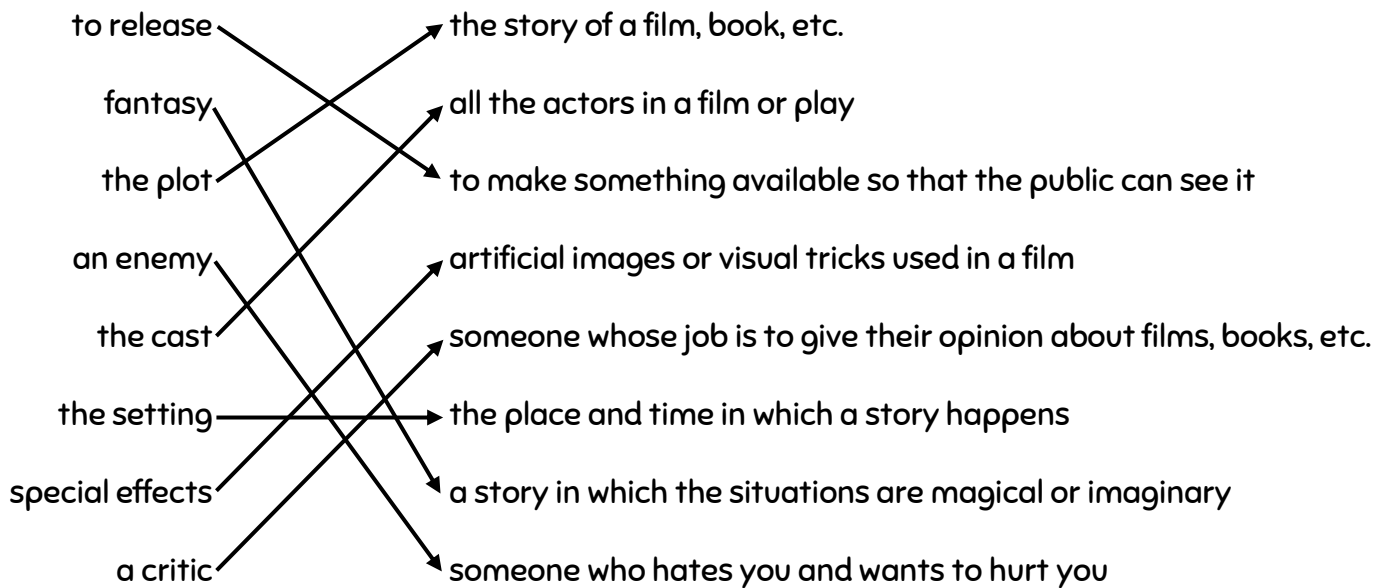 to release the story of a film, book, etc.
fantasy all the actors in a film or play
the plot to make something available so that the public can see it
an enemy artificial images or visual tricks used in a film
the cast someone whose job is to give their opinion about films, books, etc.
the setting the place and time in which a story happens
special effects a story in which the situations are magical or imaginary
a critic someone who hates you and wants to hurt you